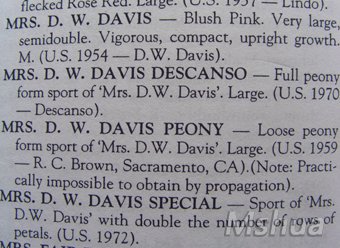 flecked Rose Red. Large. (U.S. 1957 — Lindo).
MRS. D. W. DAVIS — Blush Pink. Very large,
semidouble. Vigorous, compact, upright growth.
M. (U.S. 1954 — D.W. Davis).
MRS. D. W. DAVIS DESCANSO — Full peony
form sport of 'Mrs. D.W. Davis'. Large. (U.S. 1970
— Descanso).
MRS. D. W. DAVIS PEONY — Loose peony
form sport of 'Mrs. D.W. Davis'. Large. (U.S. 1959
— R. C. Brown, Sacramento, CA).(Note: Practi-
cally impossible to obtain by propagation).
MRS. D. W. DAVIS SPECIAL — Sport of 'Mrs.
D.W. Davis' with double the number of rows of
petals. (U.S. 1972).
Mshua